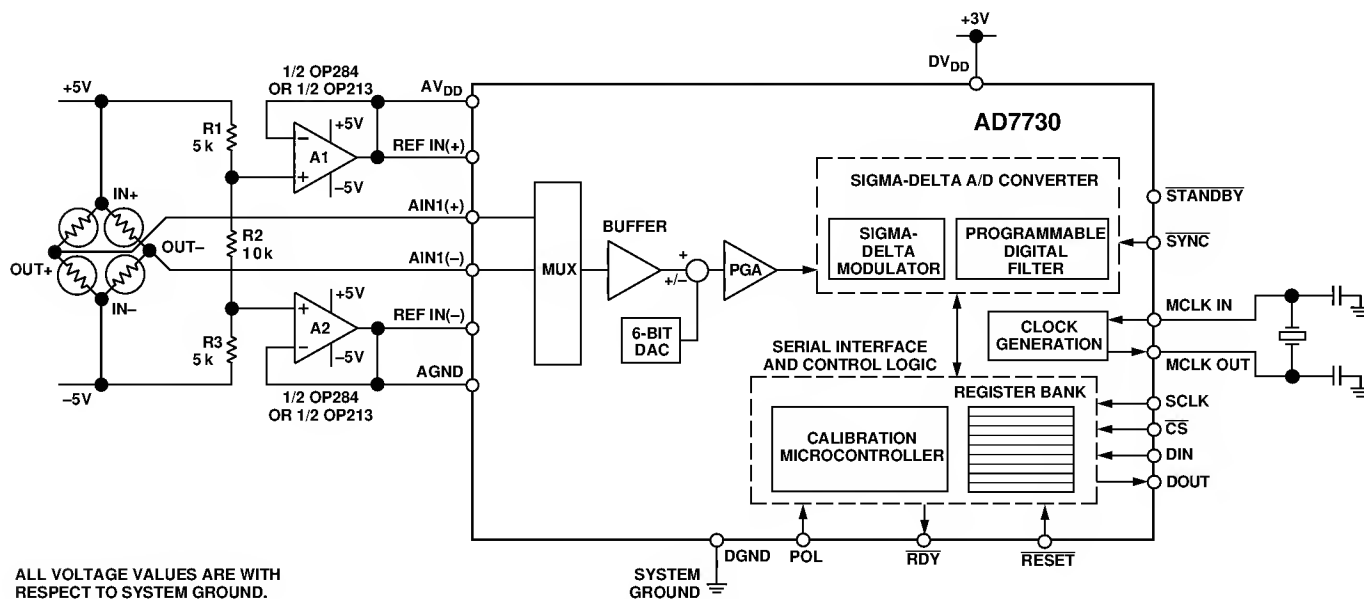 +3V
DV_DD
1/2 OP284
OR 1/2 OP213
AV_DD
+5V
R1
5k
+5V
−
A1
+
−5V
REF IN(+)
AD7730
SIGMA-DELTA A/D CONVERTER
STANDBY
IN+
AIN1(+)
BUFFER
SIGMA-
DELTA
MODULATOR
PROGRAMMABLE
DIGITAL
FILTER
SYNC
OUT–
R2
10k
OUT+
AIN1(–)
MUX
+
+/–
PGA
IN–
+5V
+
A2
−
−5V
REF IN(–)
6-BIT
DAC
CLOCK
GENERATION
MCLK IN
MCLK OUT
R3
5k
SERIAL INTERFACE
AND CONTROL LOGIC
–5V
AGND
1/2 OP284
OR 1/2 OP213
REGISTER BANK
SCLK
CS
DIN
DOUT
CALIBRATION
MICROCONTROLLER
DGND
POL
RDY
RESET
SYSTEM
GROUND
ALL VOLTAGE VALUES ARE WITH
RESPECT TO SYSTEM GROUND.